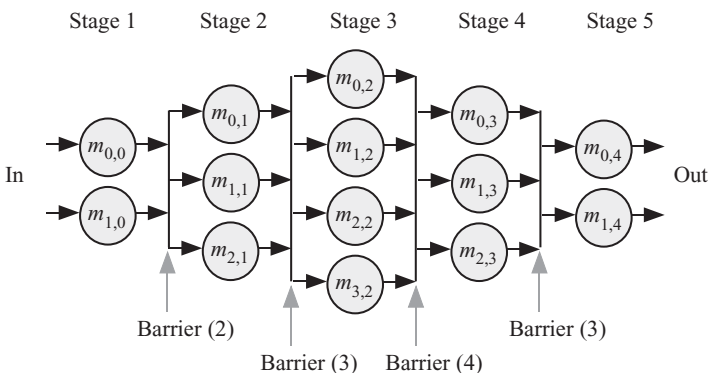 Stage 1 Stage 2 Stage 3 Stage 4 Stage 5
m0,2
m0,1 m0,3
m0,0 m1,2 m0,4
In m1,1 m1,3 Out
m1,0 m2,2 m1,4
m2,1 m2,3
m3,2
Barrier (2) Barrier (3)
Barrier (3) Barrier (4)